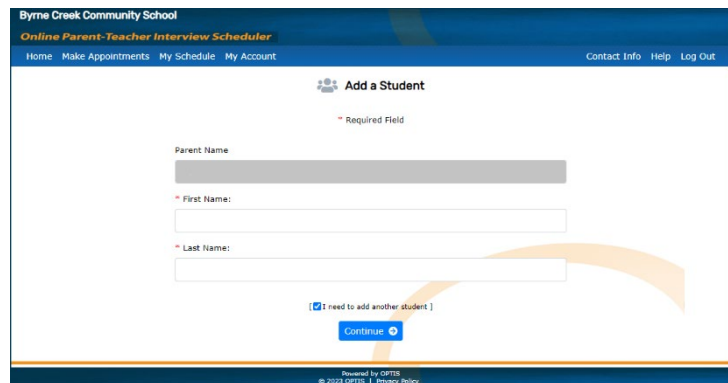 Byrne Creek Community School
Online Parent-Teacher Interview Scheduler
Home Make Appointments My Schedule My Account Contact Info Help Log Out
Add a Student
* Required Field
Parent Name
* First Name:
* Last Name:
[ I need to add another student ]
Continue
Powered by OPTIS
© 2023 OPTIS | Privacy Policy